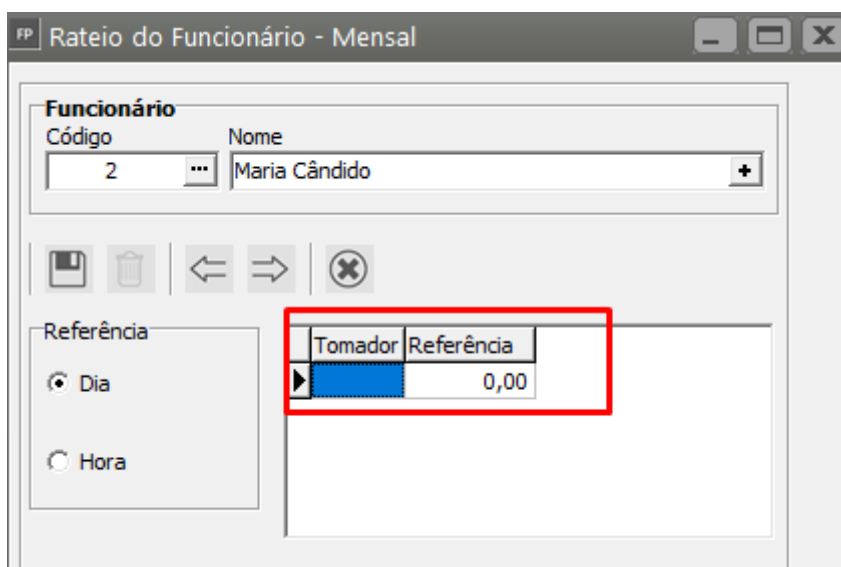 FP Rateio do Funcionário - Mensal
Funcionário
Código Nome
2 ... Maria Cândido +
Referência
Tomador Referência
Dia
0,00
Hora